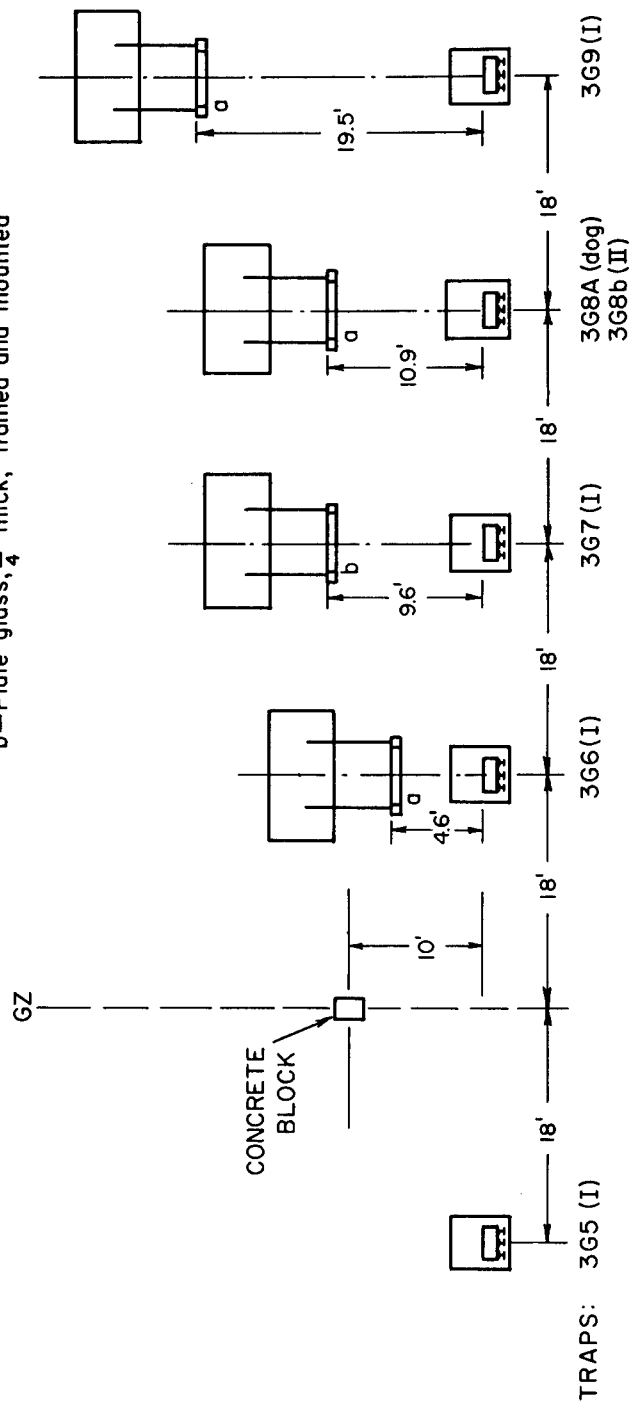 b—Plate glass, 1/4" thick, framed and mounted
GZ
CONCRETE
BLOCK
10'
a
4.6'
b
9.6'
a
10.9'
a
19.5'
18'
18'
18'
18'
18'
TRAPS:
3G5 (I)
3G6 (I)
3G7 (I)
3G8A (dog)
3G8b (II)
3G9 (I)